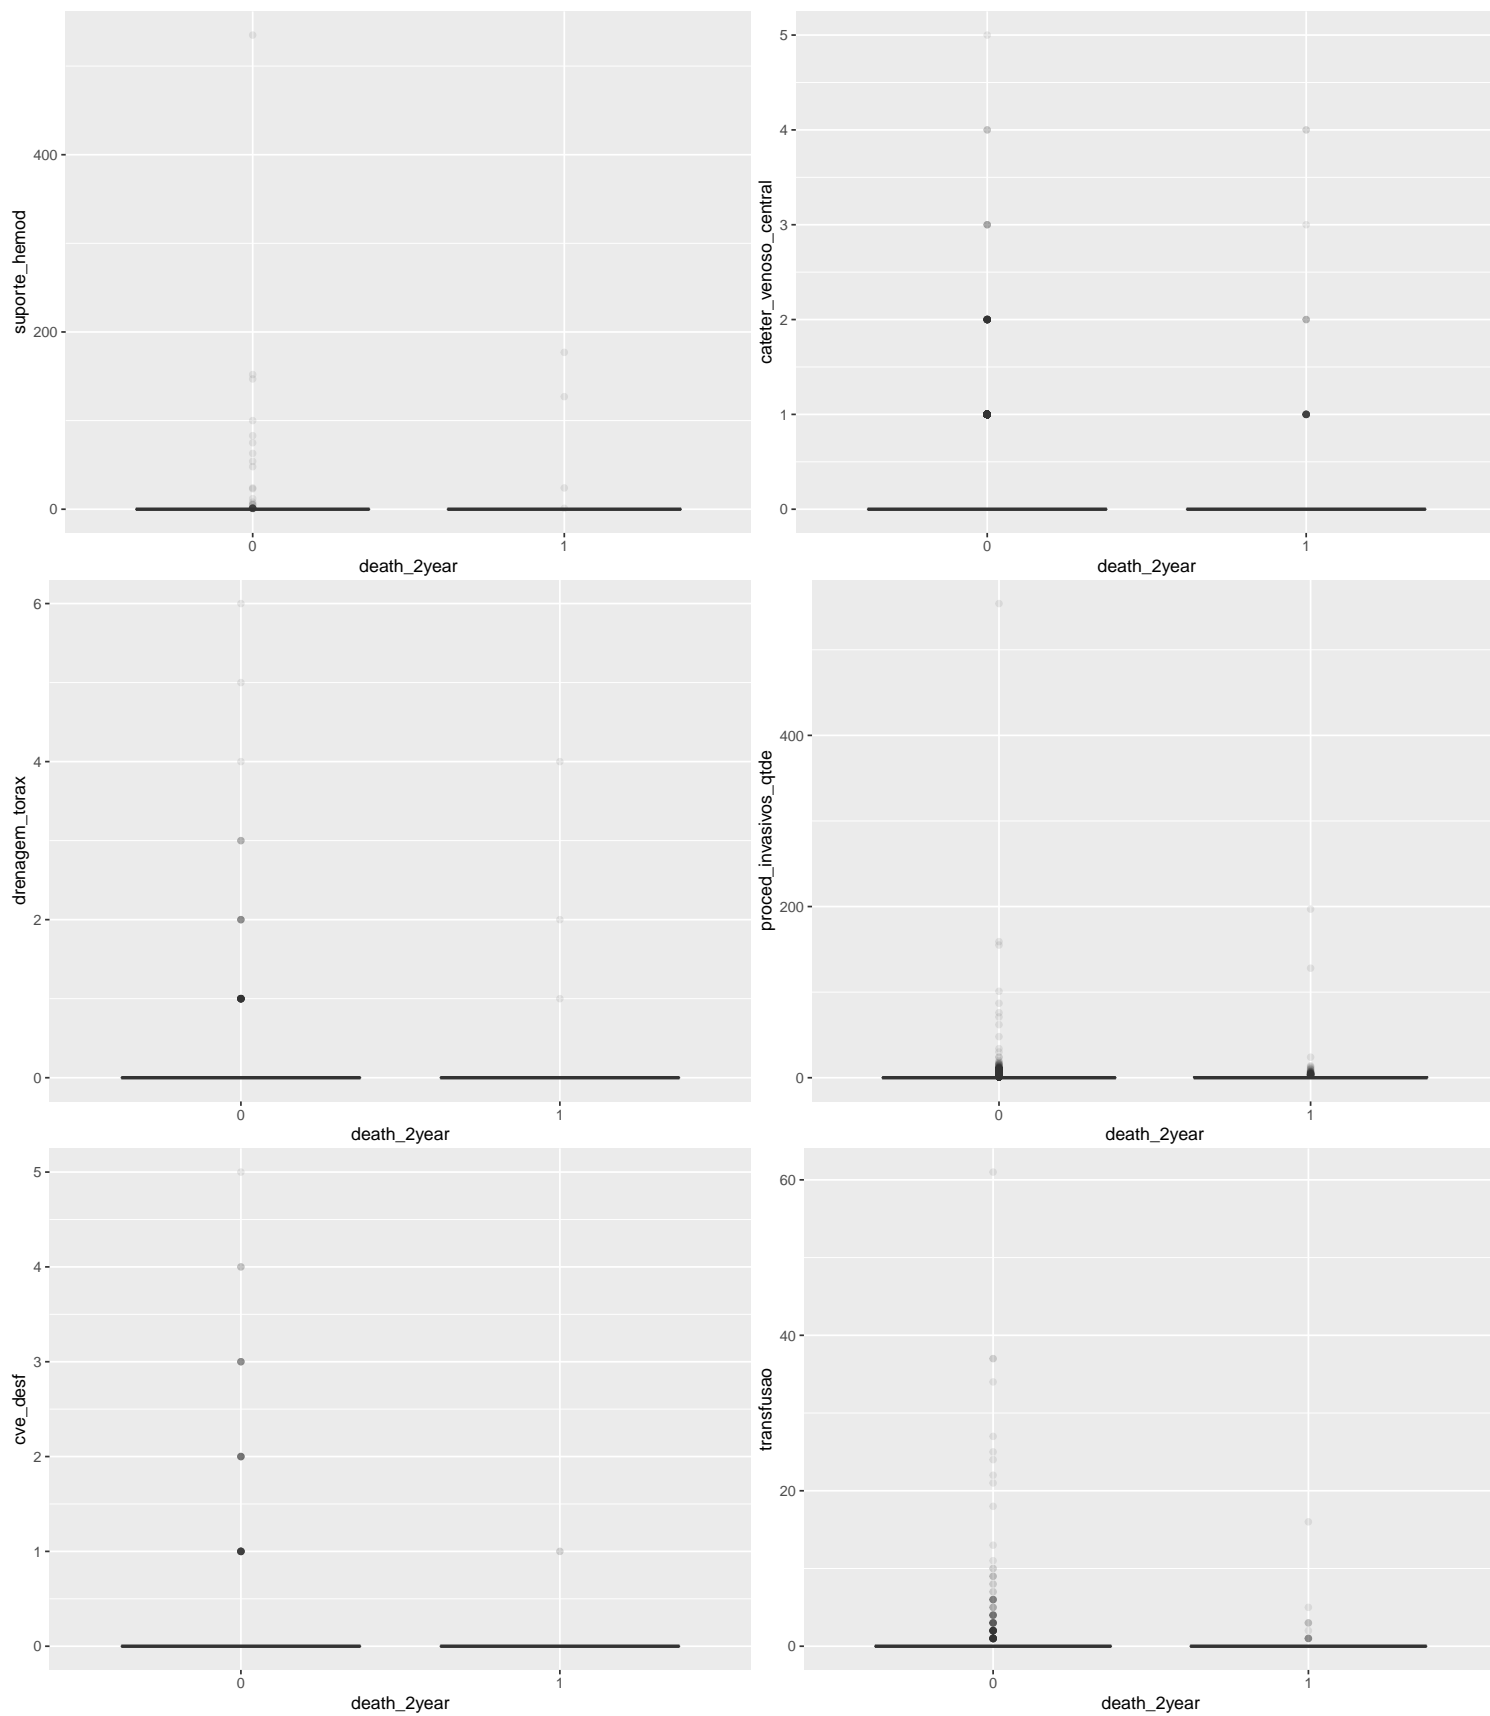 suporte_hemod
400
200
0
0 1
death_2year
cateter_venoso_central
5
4
3
2
1
0
0 1
death_2year
drenagem_torax
6
4
2
0
0 1
death_2year
proced_invasivos_qtde
400
200
0
0 1
death_2year
cve_desf
5
4
3
2
1
0
0 1
death_2year
transfusao
60
40
20
0
0 1
death_2year